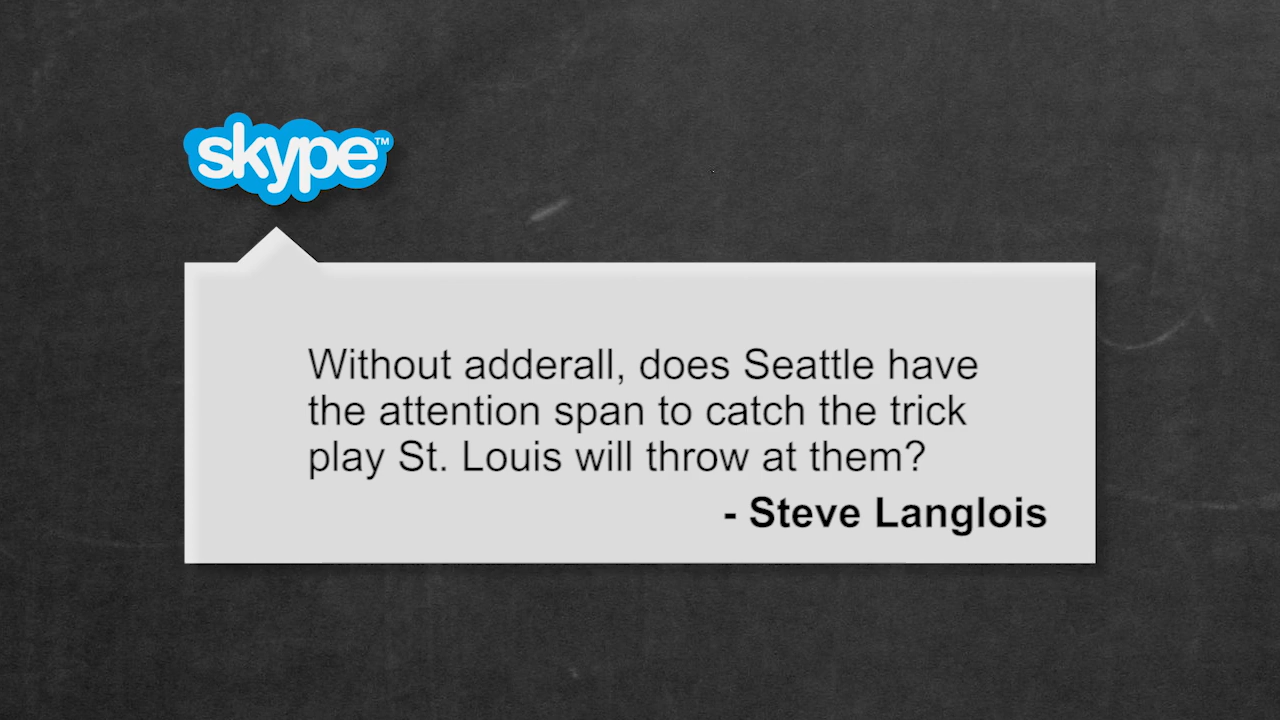 skype™
Without adderall, does Seattle have
the attention span to catch the trick
play St. Louis will throw at them?
- Steve Langlois